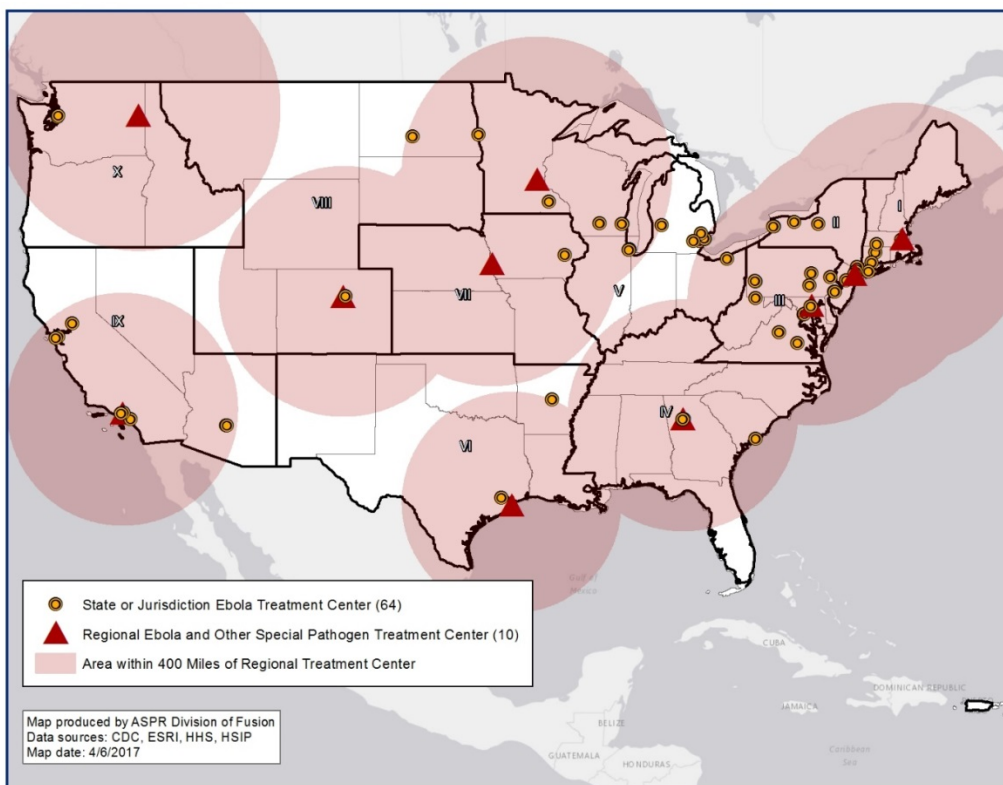 X
VIII
I
II
V
VII
III
IX
IV
VI
Gulf of
Mexico
CUBA
DOMINICAN REPUBLIC
JAMAICA
BELIZE
GUATEMALA
HONDURAS
Caribbean
Sea
State or Jurisdiction Ebola Treatment Center (64)
Regional Ebola and Other Special Pathogen Treatment Center (10)
Area within 400 Miles of Regional Treatment Center
Map produced by ASPR Division of Fusion
Data sources: CDC, ESRI, HHS, HSIP
Map date: 4/6/2017